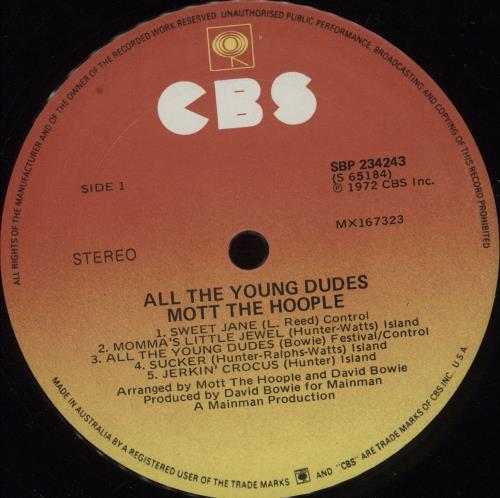 ALL RIGHTS OF THE MANUFACTURER AND OF THE OWNER OF THE RECORDED WORK RESERVED. UNAUTHORISED PUBLIC PERFORMANCE, BROADCASTING AND COPYING OF THIS RECORD PROHIBITED
CBS
SIDE 1
SBP 234243
(S 65184)
℗ 1972 CBS Inc.
MX167323
STEREO
ALL THE YOUNG DUDES
MOTT THE HOOPLE
1. SWEET JANE (L. Reed) Control
2. MOMMA'S LITTLE JEWEL (Hunter-Watts) Island
3. ALL THE YOUNG DUDES (Bowie) Festival/Control
4. SUCKER (Hunter-Ralphs-Watts) Island
5. JERKIN' CROCUS (Hunter) Island
Arranged by Mott The Hoople and David Bowie
Produced by David Bowie for Mainman
A Mainman Production
MADE IN AUSTRALIA BY A REGISTERED USER OF THE TRADE MARKS AND "CBS" ARE TRADE MARKS OF CBS INC. U.S.A.